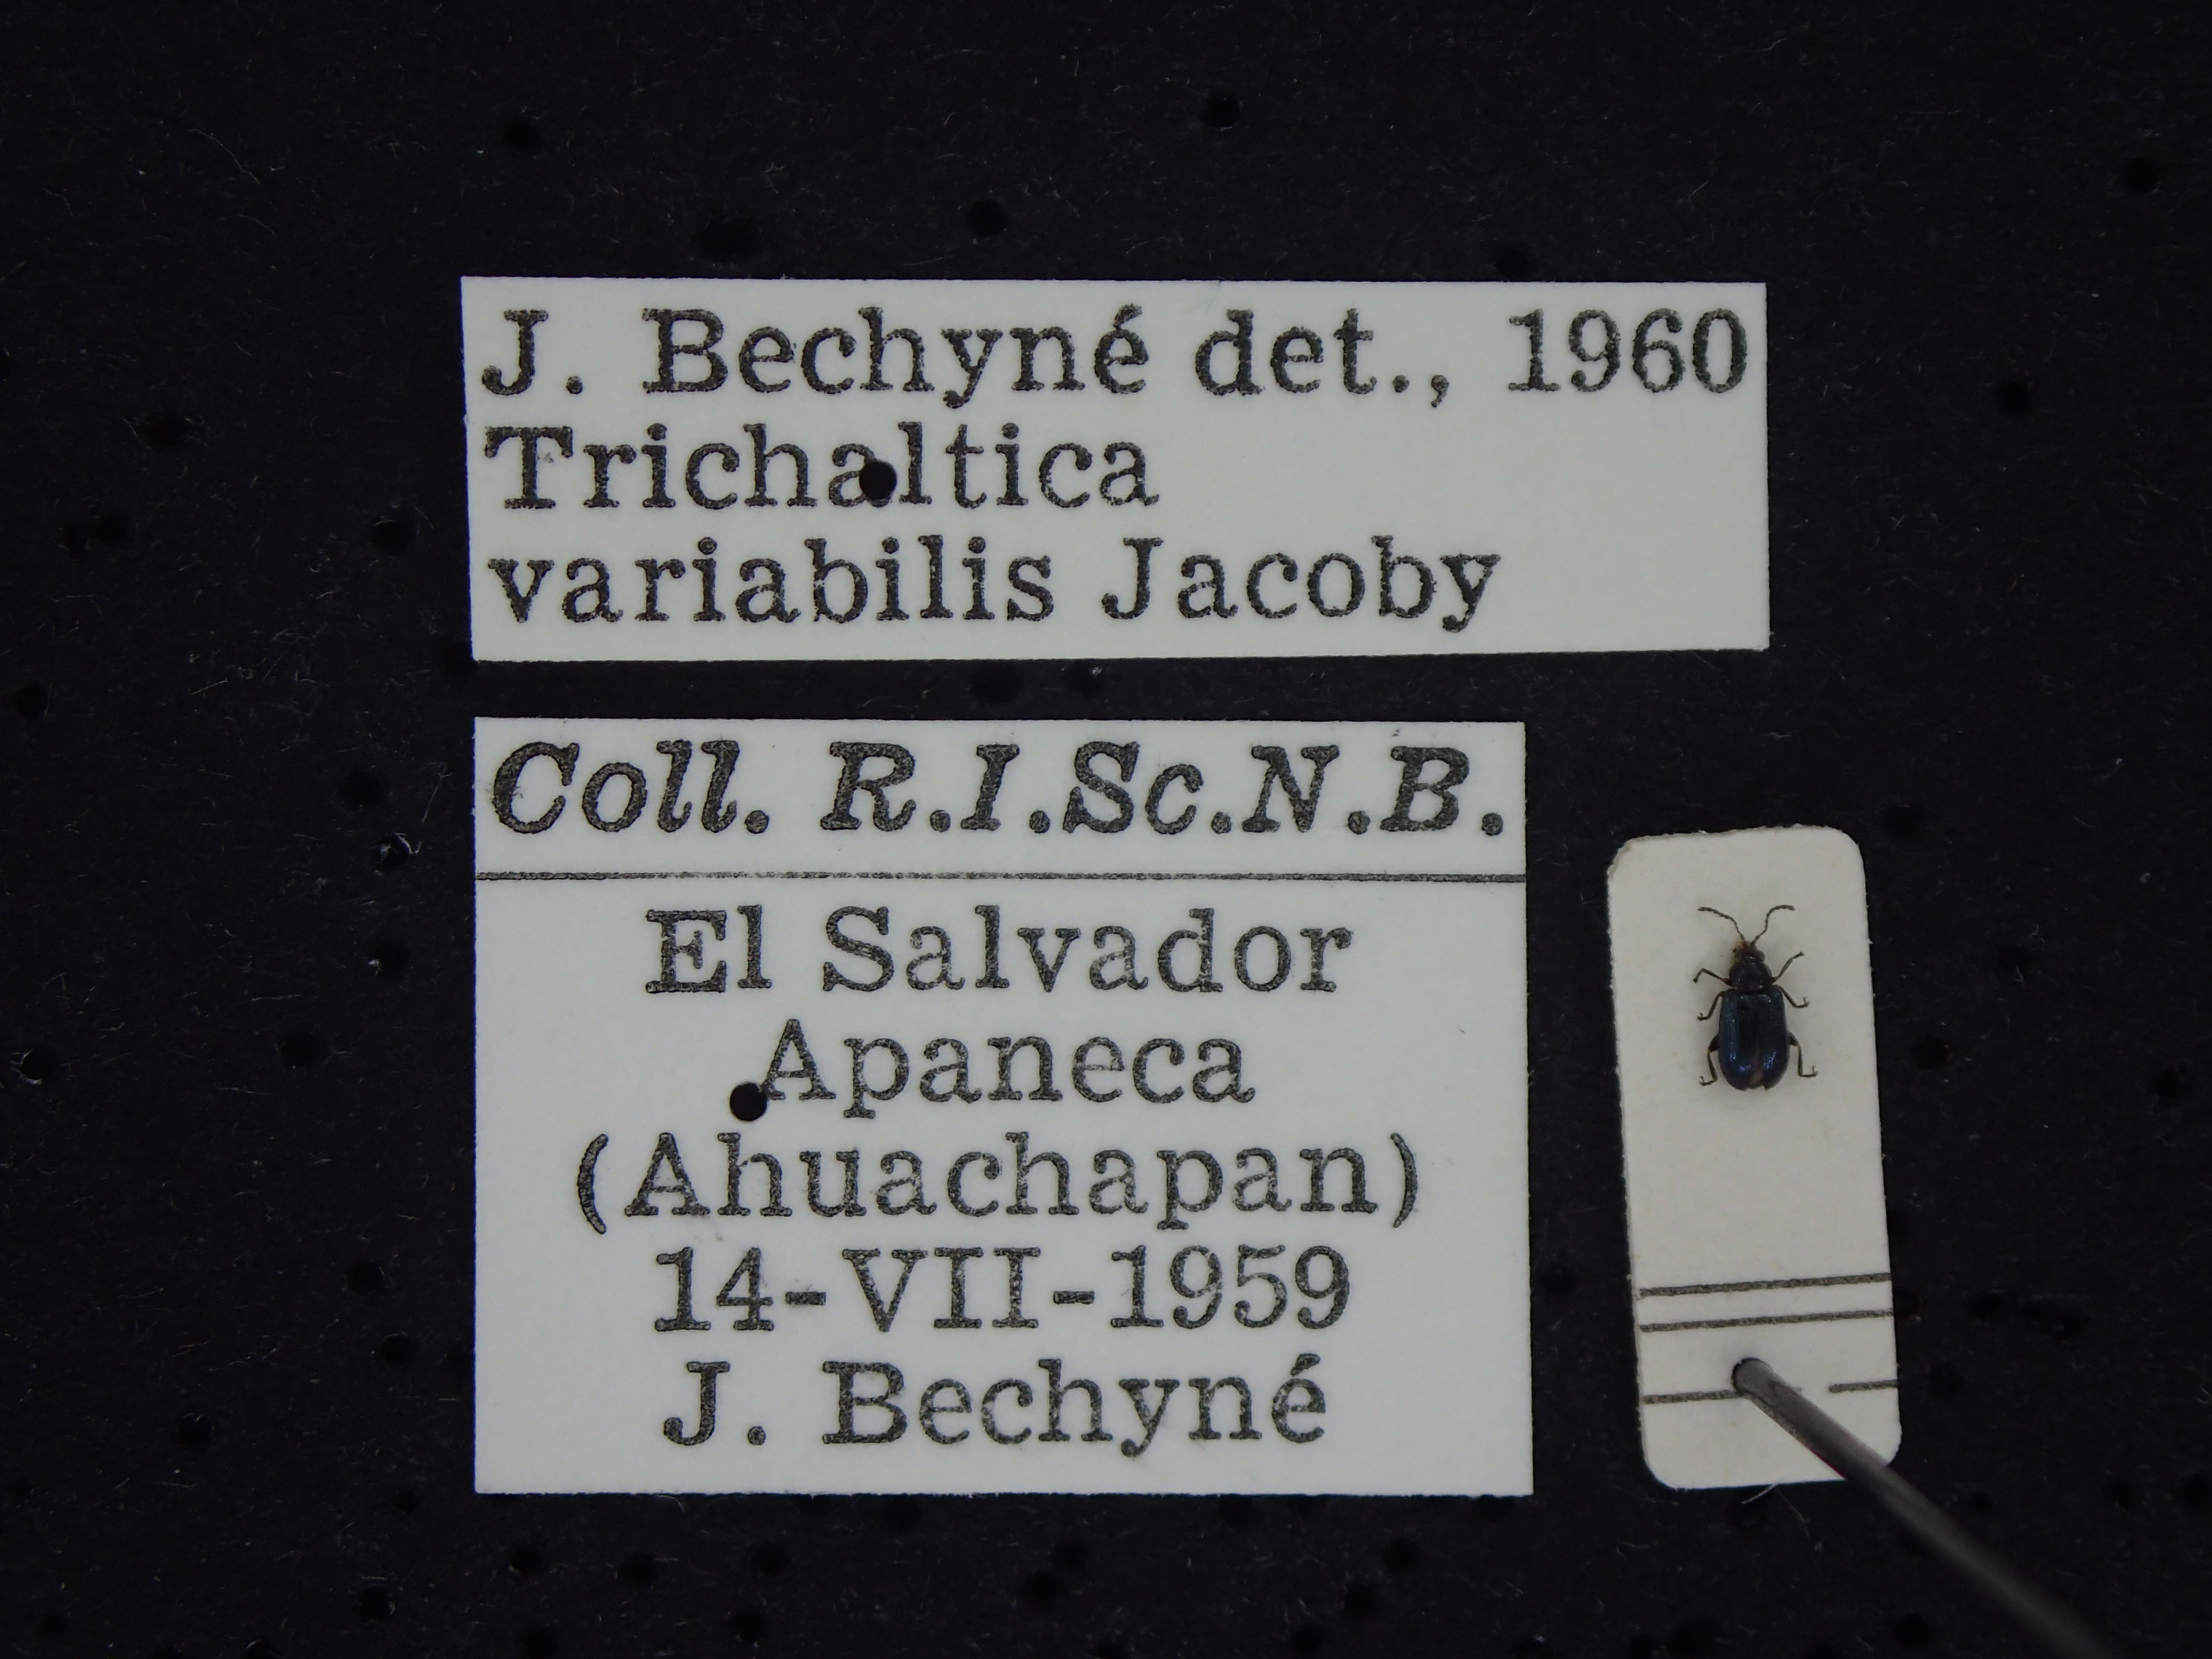 J. Bechyné det., 1960
Trichaltica
variabilis Jacoby
Coll. R.I.Sc.N.B.
El Salvador
Apaneca
(Ahuachapan)
14-VII-1959
J. Bechyné